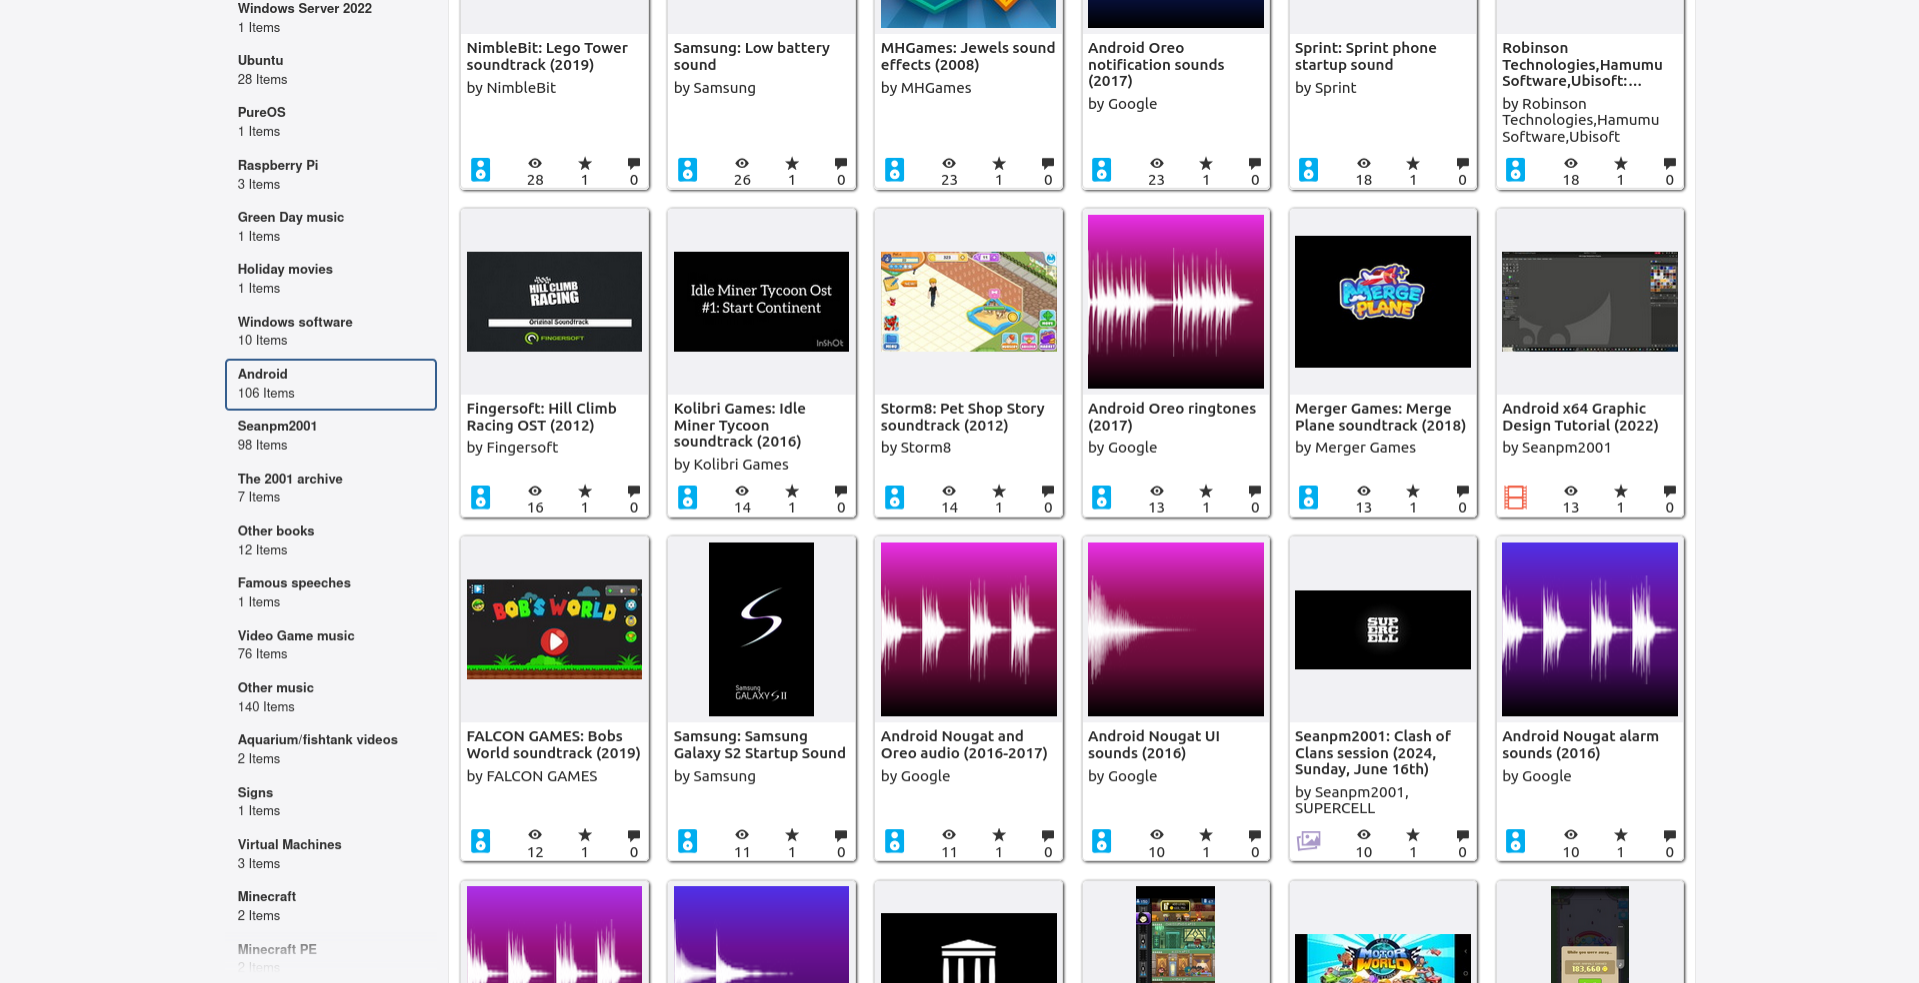 Windows Server 2022
1 Items
Ubuntu
28 Items
PureOS
1 Items
Raspberry Pi
3 Items
Green Day music
1 Items
Holiday movies
1 Items
Windows software
10 Items
Android
106 Items
Seanpm2001
98 Items
The 2001 archive
7 Items
Other books
12 Items
Famous speeches
1 Items
Video Game music
76 Items
Other music
140 Items
Aquarium/fishtank videos
2 Items
Signs
1 Items
Virtual Machines
3 Items
Minecraft
2 Items
Minecraft PE
2 Items
NimbleBit: Lego Tower
soundtrack (2019)
by NimbleBit
28 1 0
Samsung: Low battery
sound
by Samsung
26 1 0
MHGames: Jewels sound
effects (2008)
by MHGames
23 1 0
Android Oreo
notification sounds
(2017)
by Google
23 1 0
Sprint: Sprint phone
startup sound
by Sprint
18 1 0
Robinson
Technologies,Hamumu
Software,Ubisoft:...
by Robinson
Technologies,Hamumu
Software,Ubisoft
18 1 0
HILL CLIMB
RACING
Original Soundtrack
FINGERSOFT
Fingersoft: Hill Climb
Racing OST (2012)
by Fingersoft
16 1 0
Idle Miner Tycoon Ost
#1: Start Continent
InShOt
Kolibri Games: Idle
Miner Tycoon
soundtrack (2016)
by Kolibri Games
14 1 0
Storm8: Pet Shop Story
soundtrack (2012)
by Storm8
14 1 0
Android Oreo ringtones
(2017)
by Google
13 1 0
MERGE
PLANE
Merger Games: Merge
Plane soundtrack (2018)
by Merger Games
13 1 0
Android x64 Graphic
Design Tutorial (2022)
by Seanpm2001
13 1 0
BOB'S WORLD
FALCON GAMES: Bobs
World soundtrack (2019)
by FALCON GAMES
12 1 0
Samsung
GALAXY S II
Samsung: Samsung
Galaxy S2 Startup Sound
by Samsung
11 1 0
Android Nougat and
Oreo audio (2016-2017)
by Google
11 1 0
Android Nougat UI
sounds (2016)
by Google
10 1 0
SUP
ERC
ELL
Seanpm2001: Clash of
Clans session (2024,
Sunday, June 16th)
by Seanpm2001,
SUPERCELL
10 1 0
Android Nougat alarm
sounds (2016)
by Google
10 1 0
MOTOR
WORLD
183,660